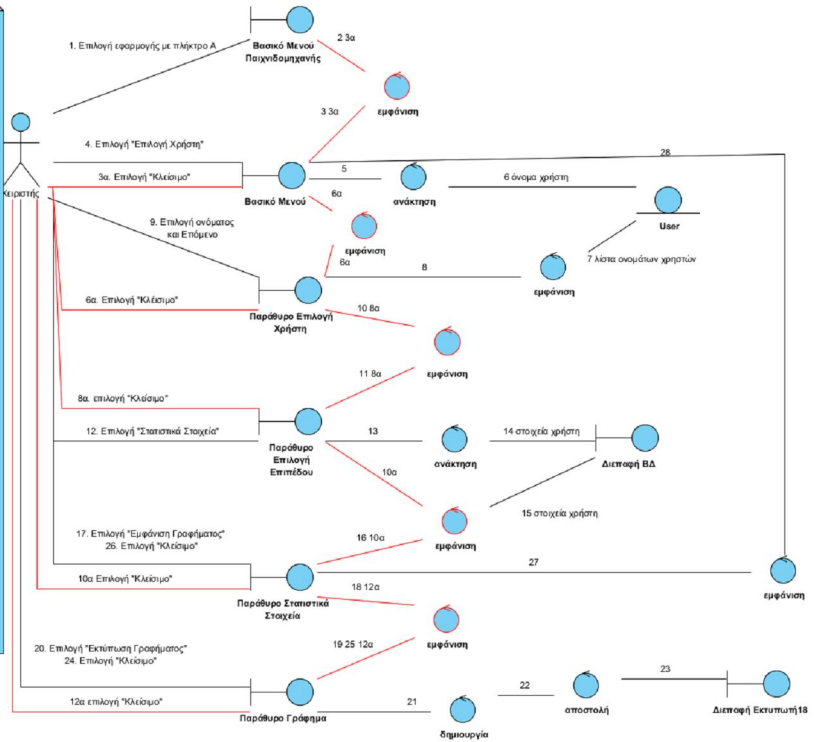 1. Επιλογή εφαρμογής με πλήκτρο Α
Βασικό Μενού
Παιχνιδομηχανής
2 3α
εμφάνιση
3 3α
4. Επιλογή "Επιλογή Χρήστη"
3α. Επιλογή "Κλείσιμο"
Χειριστής
Βασικό Μενού
5
ανάκτηση
28
6 όνομα χρήστη
User
6α
εμφάνιση
6α
9. Επιλογή ονόματος
και Επόμενο
8
7 λίστα ονομάτων χρηστών
εμφάνιση
6α. Επιλογή "Κλέισιμο"
Παράθυρο Επιλογή
Χρήστη
10 8α
εμφάνιση
11 8α
8α. επιλογή "Κλείσιμο"
12. Επιλογή "Στατιστικά Στοιχεία"
Παράθυρο
Επιλογή
Επιπέδου
13
ανάκτηση
14 στοιχεία χρήστη
Διεπαφή ΒΔ
10α
15 στοιχεία χρήστη
εμφάνιση
16 10α
17. Επιλογή "Εμφάνιση Γραφήματος"
26. Επιλογή "Κλείσιμο"
10α Επιλογή "Κλείσιμο"
Παράθυρο Στατιστικά
Στοιχεία
27
εμφάνιση
18 12α
εμφάνιση
19 25 12α
20. Επιλογή "Εκτύπωση Γραφήματος"
24. Επιλογή "Κλείσιμο"
12α επιλογή "Κλείσιμο"
Παράθυρο Γράφημα
21
δημιουργία
22
αποστολή
23
Διεπαφή Εκτυπωτή18